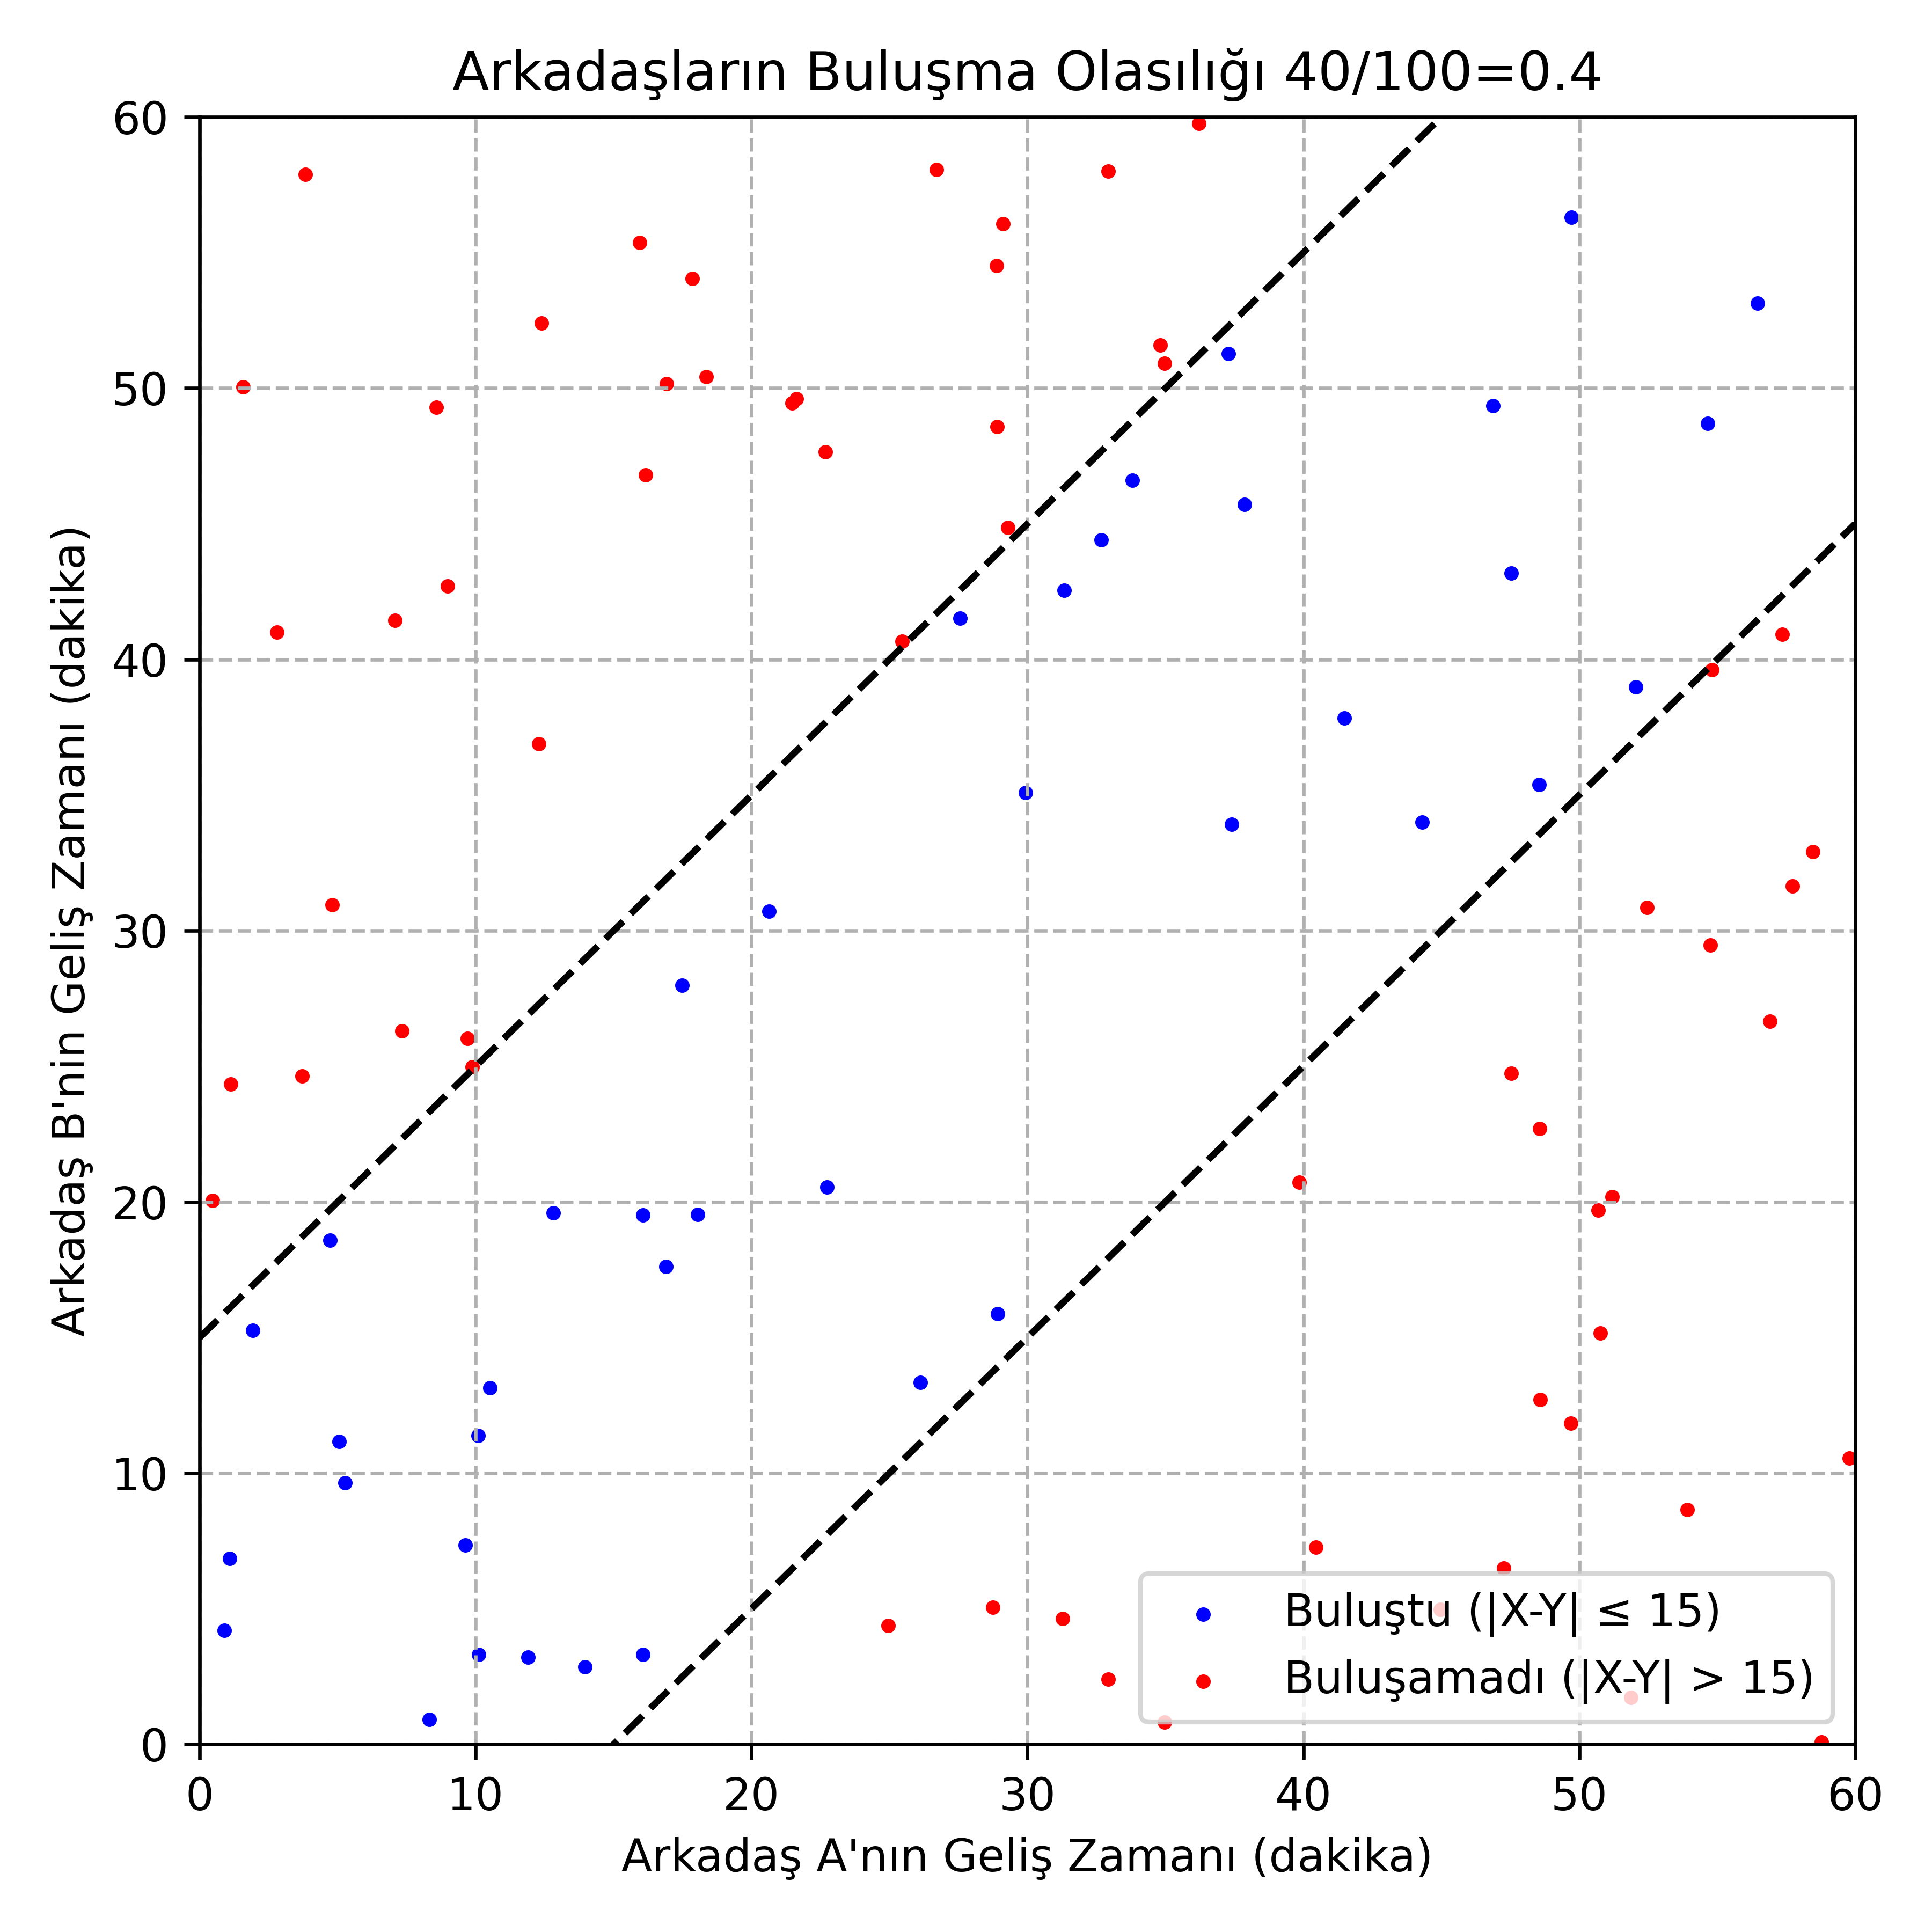 Arkadaşların Buluşma Olasılığı 40/100=0.4
60
50
40
30
20
10
0
Arkadaş B'nin Geliş Zamanı (dakika)
Buluştu (|X-Y| ≤ 15)
Buluşamadı (|X-Y| > 15)
0 10 20 30 40 50 60
Arkadaş A'nın Geliş Zamanı (dakika)